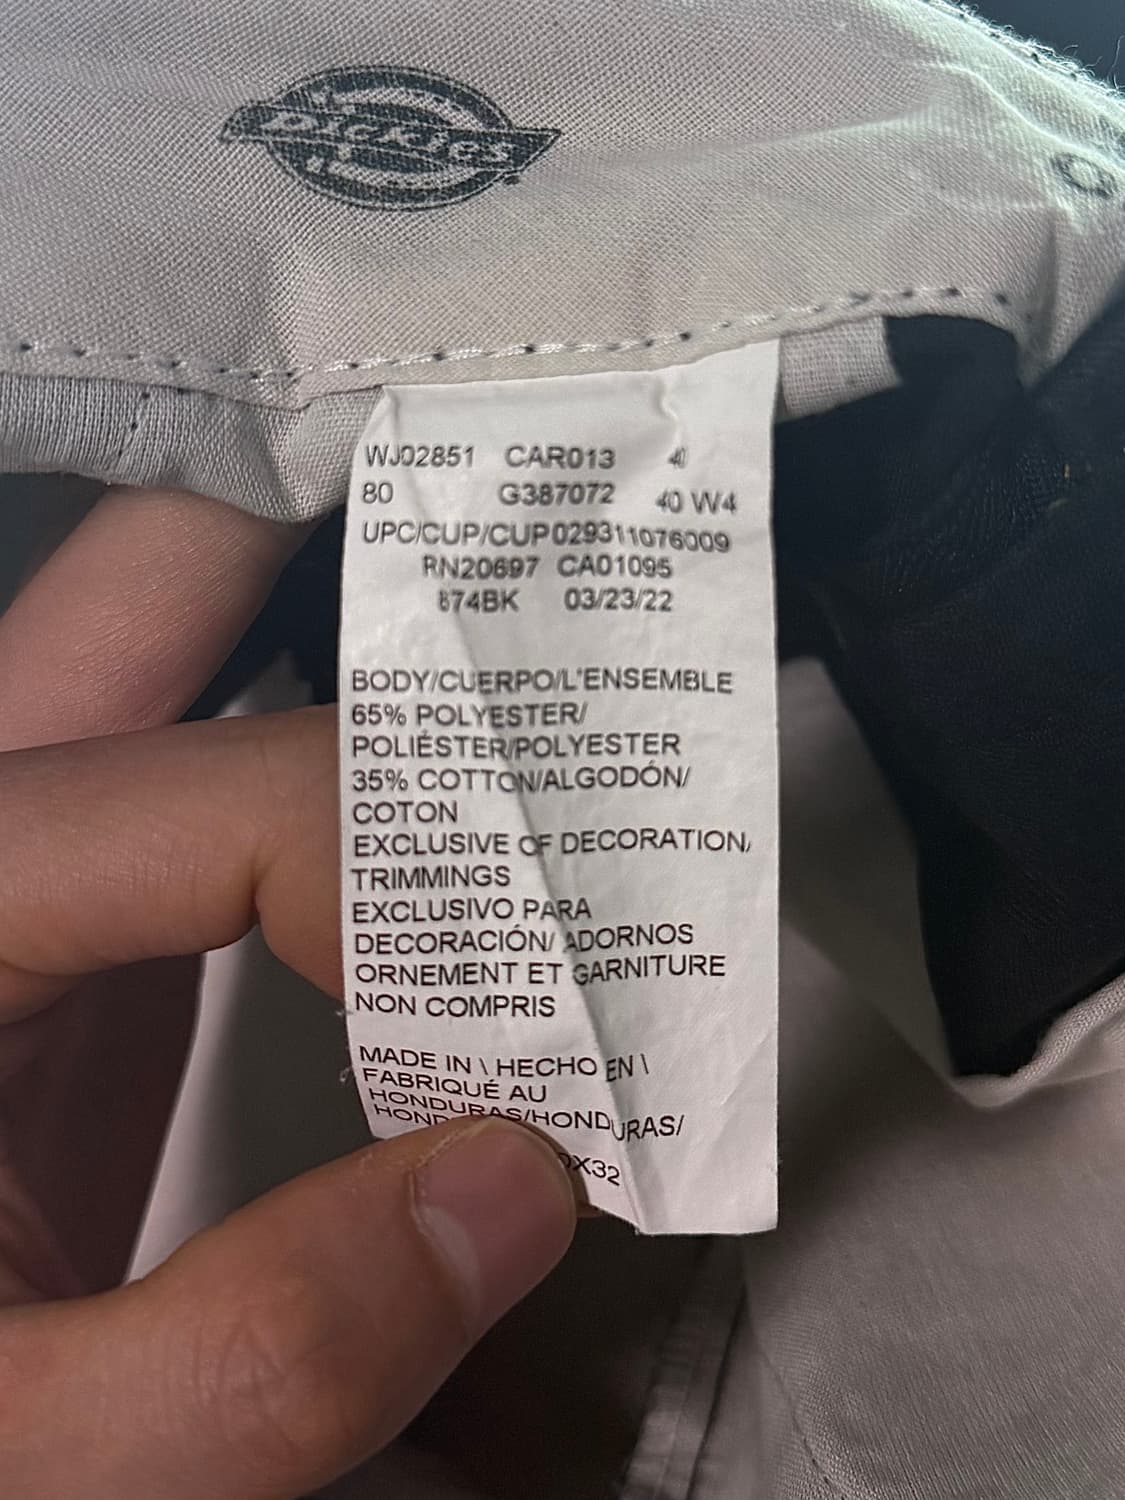 Dickies
WJ02851 CAR013 40
80 G387072 40 W4
UPC/CUP/CUP029311076009
RN20697 CA01095
874BK 03/23/22
BODY/CUERPO/L'ENSEMBLE
65% POLYESTER/
POLIÉSTER/POLYESTER
35% COTTON/ALGODÓN/
COTON
EXCLUSIVE OF DECORATION,
TRIMMINGS
EXCLUSIVO PARA
DECORACIÓN/ ADORNOS
ORNEMENT ET GARNITURE
NON COMPRIS
MADE IN \ HECHO EN \
FABRIQUÉ AU
HONDURAS/HONDURAS/